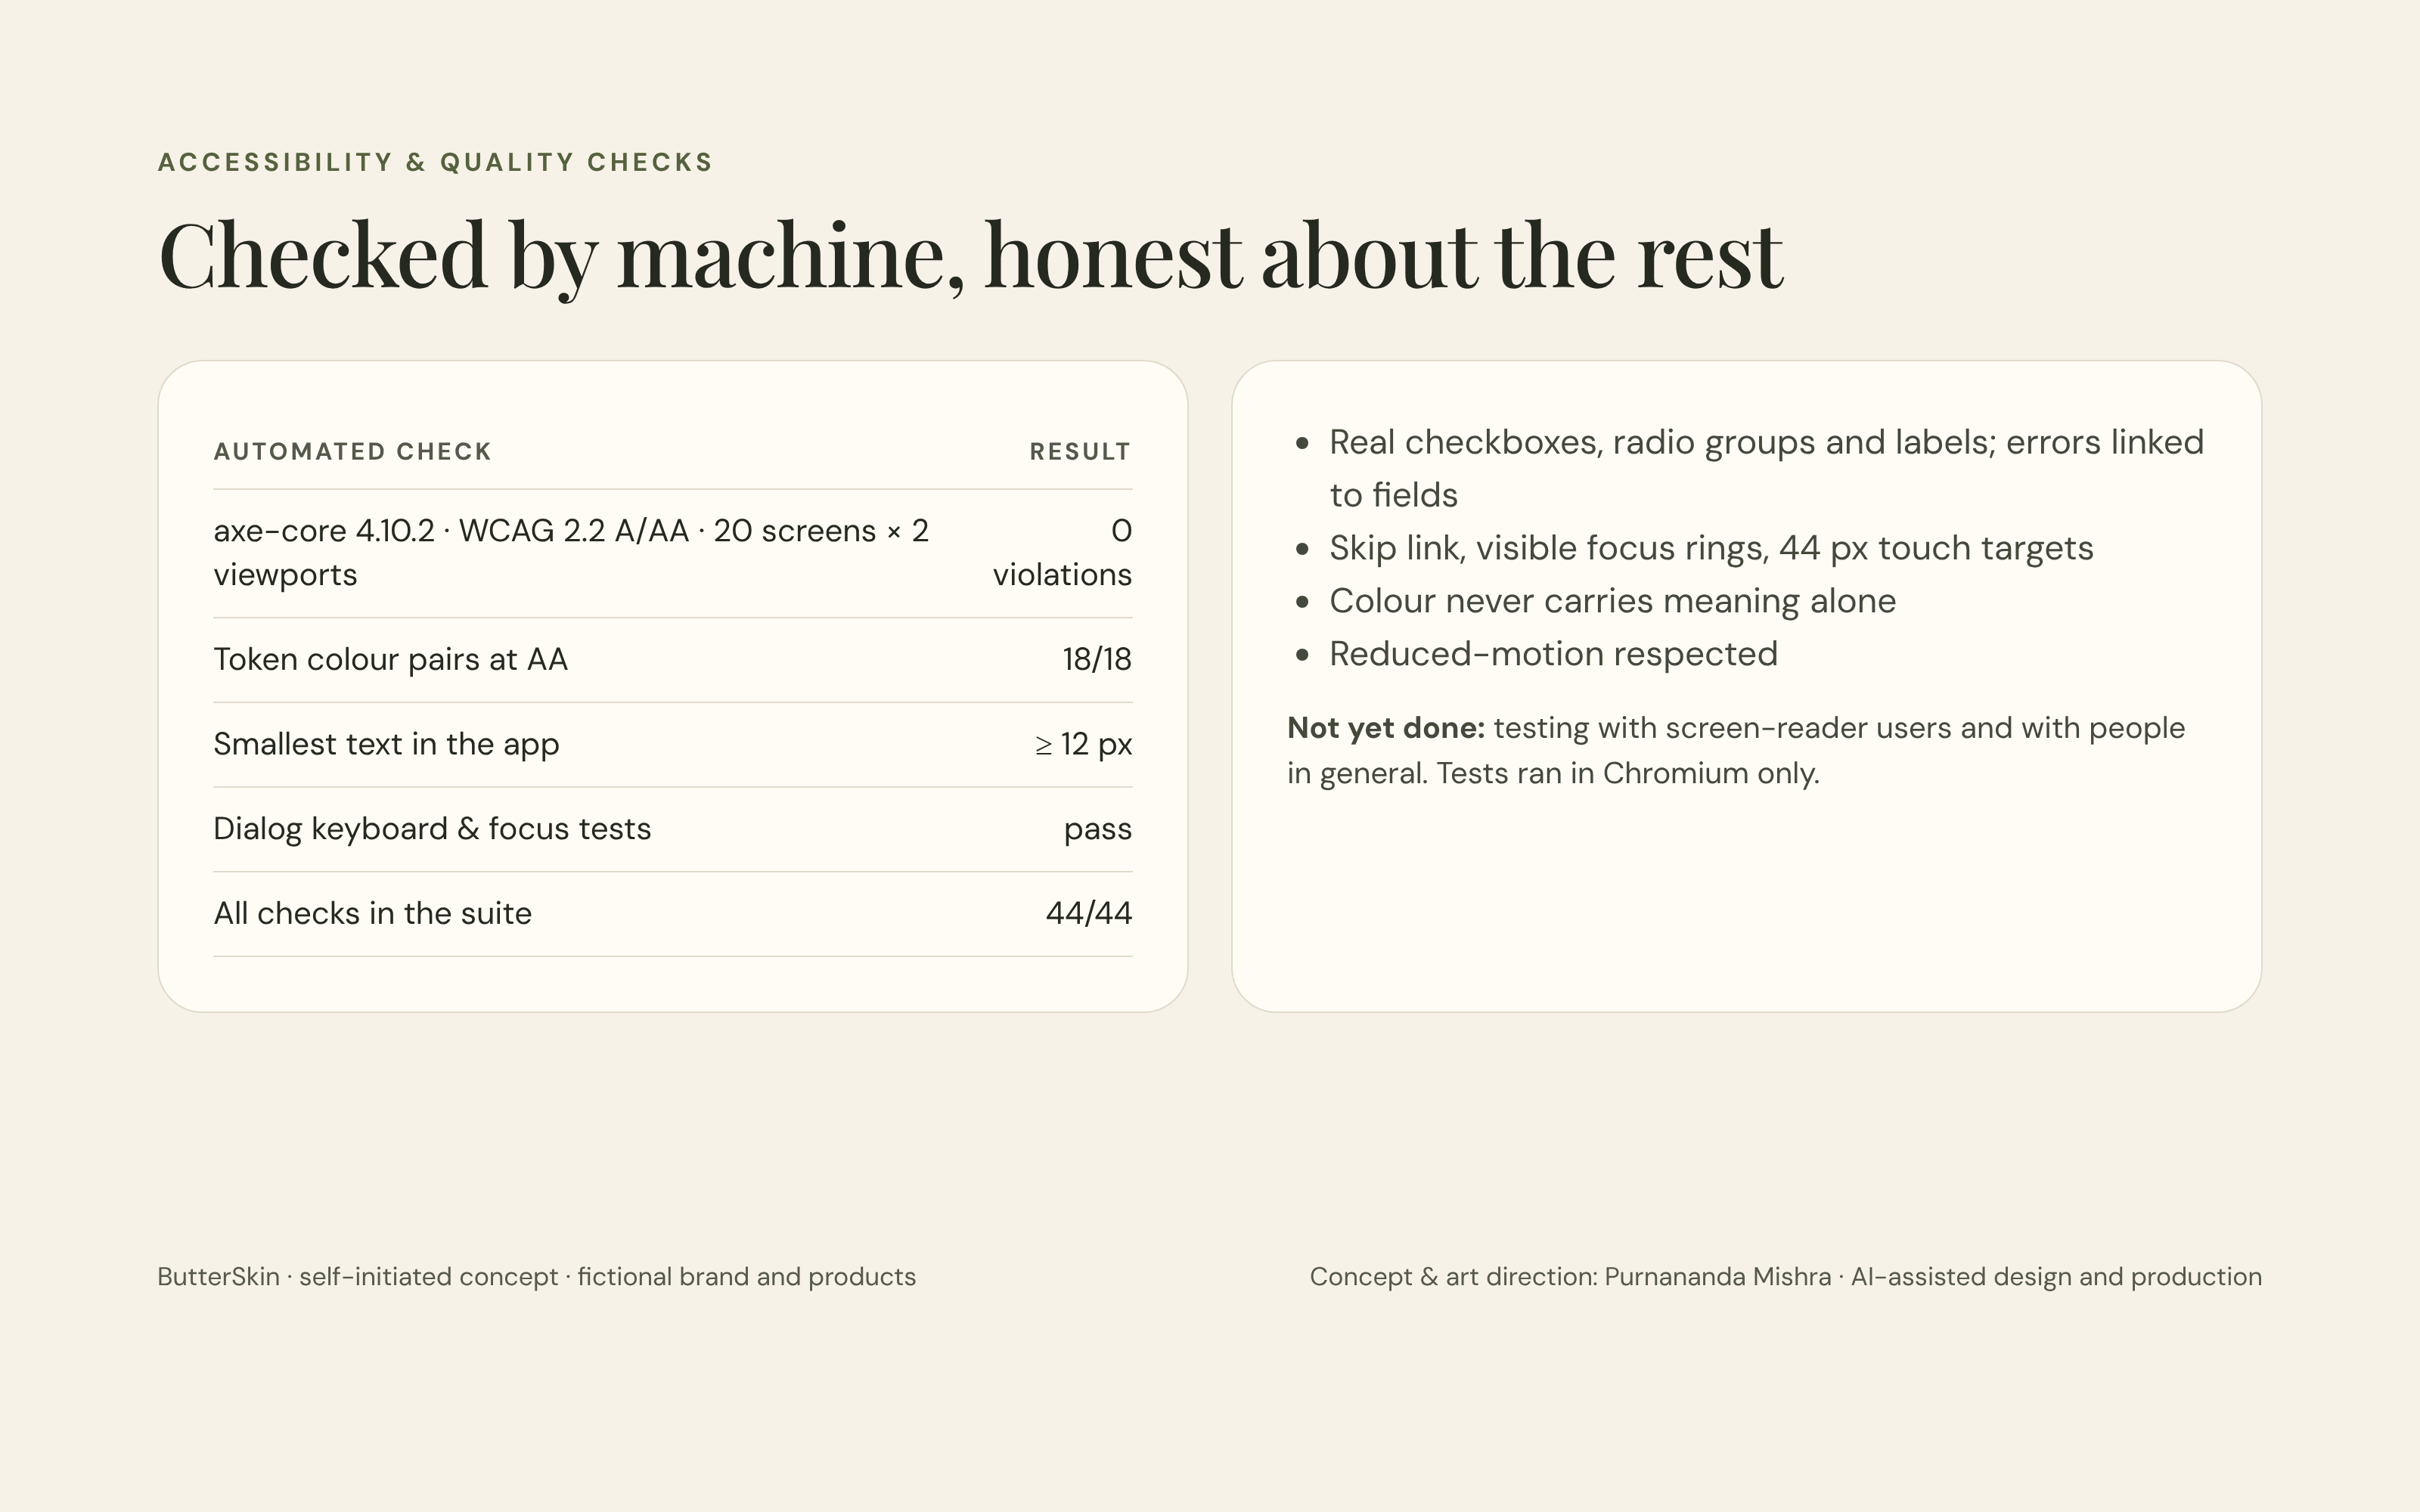 ACCESSIBILITY & QUALITY CHECKS
Checked by machine, honest about the rest
AUTOMATED CHECK RESULT
axe-core 4.10.2 · WCAG 2.2 A/AA · 20 screens × 2 0
viewports violations
Token colour pairs at AA 18/18
Smallest text in the app ≥ 12 px
Dialog keyboard & focus tests pass
All checks in the suite 44/44
• Real checkboxes, radio groups and labels; errors linked
to fields
• Skip link, visible focus rings, 44 px touch targets
• Colour never carries meaning alone
• Reduced-motion respected
Not yet done: testing with screen-reader users and with people
in general. Tests ran in Chromium only.
ButterSkin · self-initiated concept · fictional brand and products
Concept & art direction: Purnananda Mishra · AI-assisted design and production